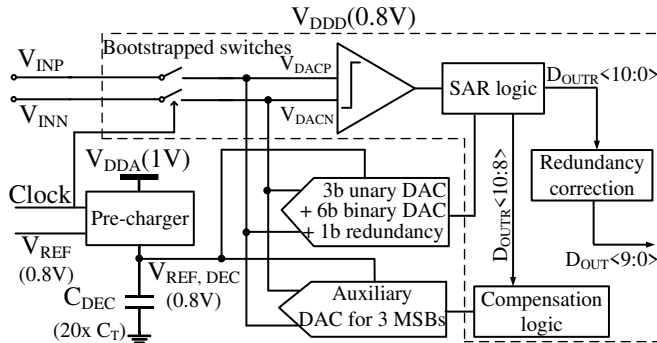 V_DDD(0.8V)
Bootstrapped switches
V_INP
V_DACP
V_INN
V_DACN
SAR logic
D_OUTR<10:0>
V_DDA(1V)
Clock
Pre-charger
V_REF
(0.8V)
3b unary DAC
+ 6b binary DAC
+ 1b redundancy
D_OUTR<10:8>
Redundancy
correction
D_OUT<9:0>
V_REF, DEC
(0.8V)
C_DEC
(20x C_T)
Auxiliary
DAC for 3 MSBs
Compensation
logic